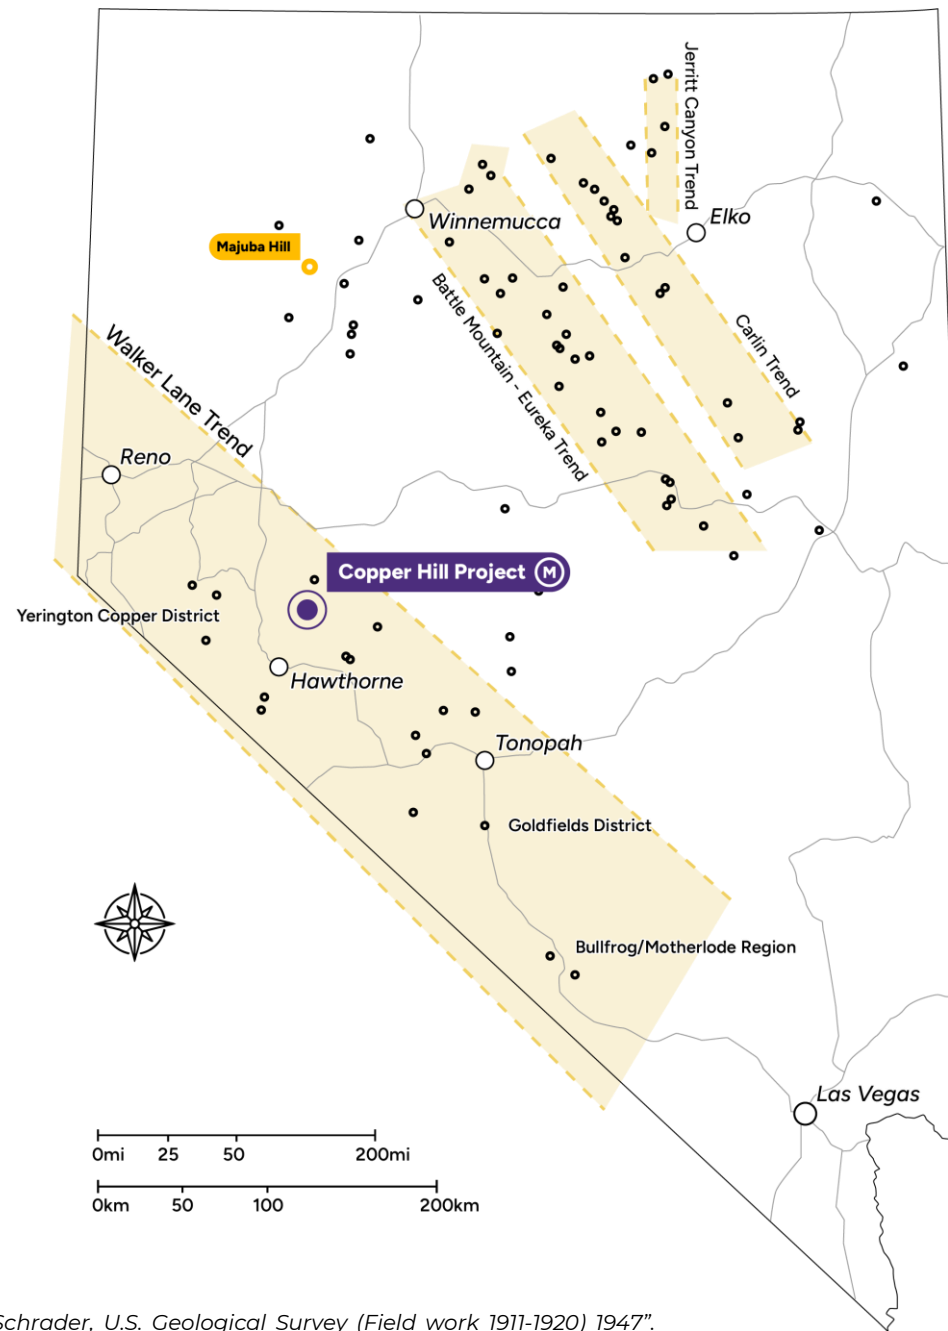 Jerritt Canyon Trend
Elko
Winnemucca
Majuba Hill
Battle Mountain - Eureka Trend
Carlin Trend
Walker Lane Trend
Reno
Copper Hill Project M
Yerington Copper District
Hawthorne
Tonopah
Goldfields District
Bullfrog/Motherlode Region
Las Vegas
0mi 25 50 200mi
0km 50 100 200km
Schrader, U.S. Geological Survey (Field work 1911-1920) 1947”.